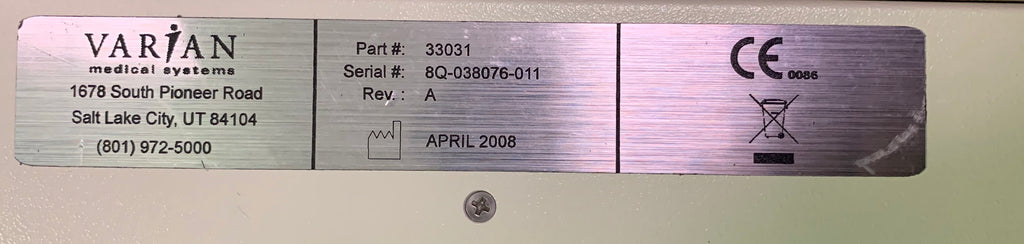 VARIAN
medical systems
1678 South Pioneer Road
Salt Lake City, UT 84104
(801) 972-5000
Part #: 33031
Serial #: 8Q-038076-011
Rev. : A
APRIL 2008
CE 0086